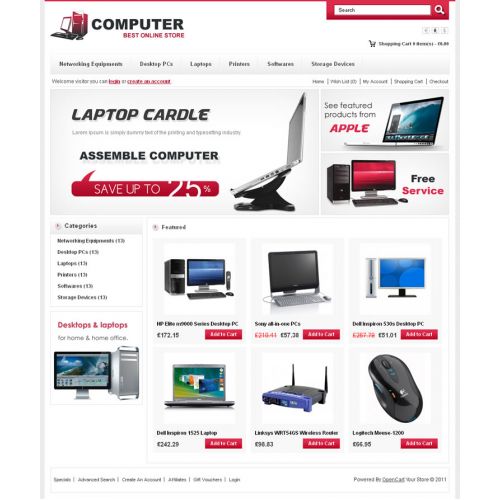 COMPUTER
BEST ONLINE STORE
Search
€ £ $
Shopping Cart 0 item(s) - £0.00
Networking Equipments Desktop PCs Laptops Printers Softwares Storage Devices
Welcome visitor you can login or create an account.
Home Wish List (0) My Account Shopping Cart Checkout
LAPTOP CARDLE
Lorem Ipsum is simply dummy text of the printing and typesetting industry.
ASSEMBLE COMPUTER
SAVE UP TO 25%
See featured
products from
APPLE
Free
Service
Categories
Networking Equipments (13)
Desktop PCs (13)
Laptops (13)
Printers (13)
Softwares (13)
Storage Devices (13)
Desktops & laptops
for home & home office.
Featured
HP Elite m9000 Series Desktop PC
£172.15 Add to Cart
Sony all-in-one PCs
£210.41 £57.38 Add to Cart
Dell Inspiron 530s Desktop PC
£257.78 £51.01 Add to Cart
Dell Inspiron 1525 Laptop
£242.29 Add to Cart
Linksys WRT54GS Wireless Router
£96.83 Add to Cart
Logitech Mouse-1200
£66.95 Add to Cart
Specials | Advanced Search | Create An Account | Affiliates | Gift Vouchers | Login
Powered By OpenCart Your Store © 2011